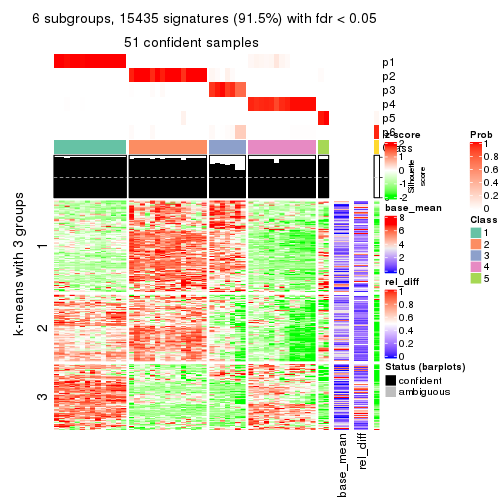 6 subgroups, 15435 signatures (91.5%) with fdr < 0.05
51 confident samples
p1
p2
p3
p4
p5
p6
Class
z-score
2
1
0
-1
-2
Silhouette
score
Prob
1
0.8
0.6
0.4
0.2
0
base_mean
8
6
4
2
0
Class
1
2
3
4
5
rel_diff
1
0.8
0.6
0.4
0.2
0
Status (barplots)
confident
ambiguous
k-means with 3 groups
1
2
3
base_mean
rel_diff